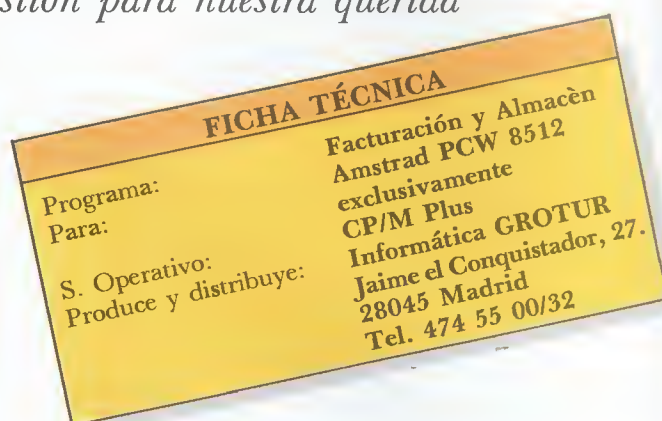 stión para nuestra querida
FICHA TÉCNICA
Programa: Facturación y Almacèn
Para: Amstrad PCW 8512
exclusivamente
S. Operativo: CP/M Plus
Produce y distribuye: Informática GROTUR
Jaime el Conquistador, 27.
28045 Madrid
Tel. 474 55 00/32